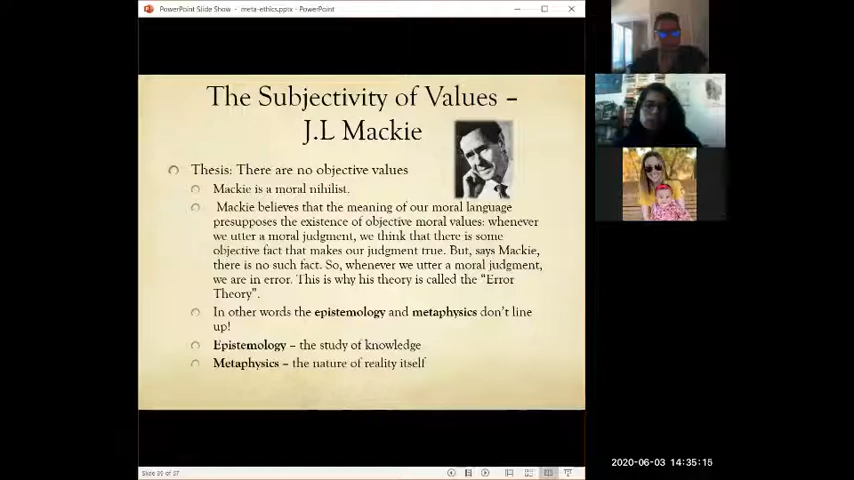 PowerPoint Slide Show - meta-ethics.pptx - PowerPoint
The Subjectivity of Values –
J.L Mackie
Thesis: There are no objective values
Mackie is a moral nihilist.
Mackie believes that the meaning of our moral language
presupposes the existence of objective moral values: whenever
we utter a moral judgment, we think that there is some
objective fact that makes our judgment true. But, says Mackie,
there is no such fact. So, whenever we utter a moral judgment,
we are in error. This is why his theory is called the “Error
Theory”.
In other words the epistemology and metaphysics don’t line
up!
Epistemology – the study of knowledge
Metaphysics – the nature of reality itself
Slide 30 of 37
2020-06-03 14:35:15